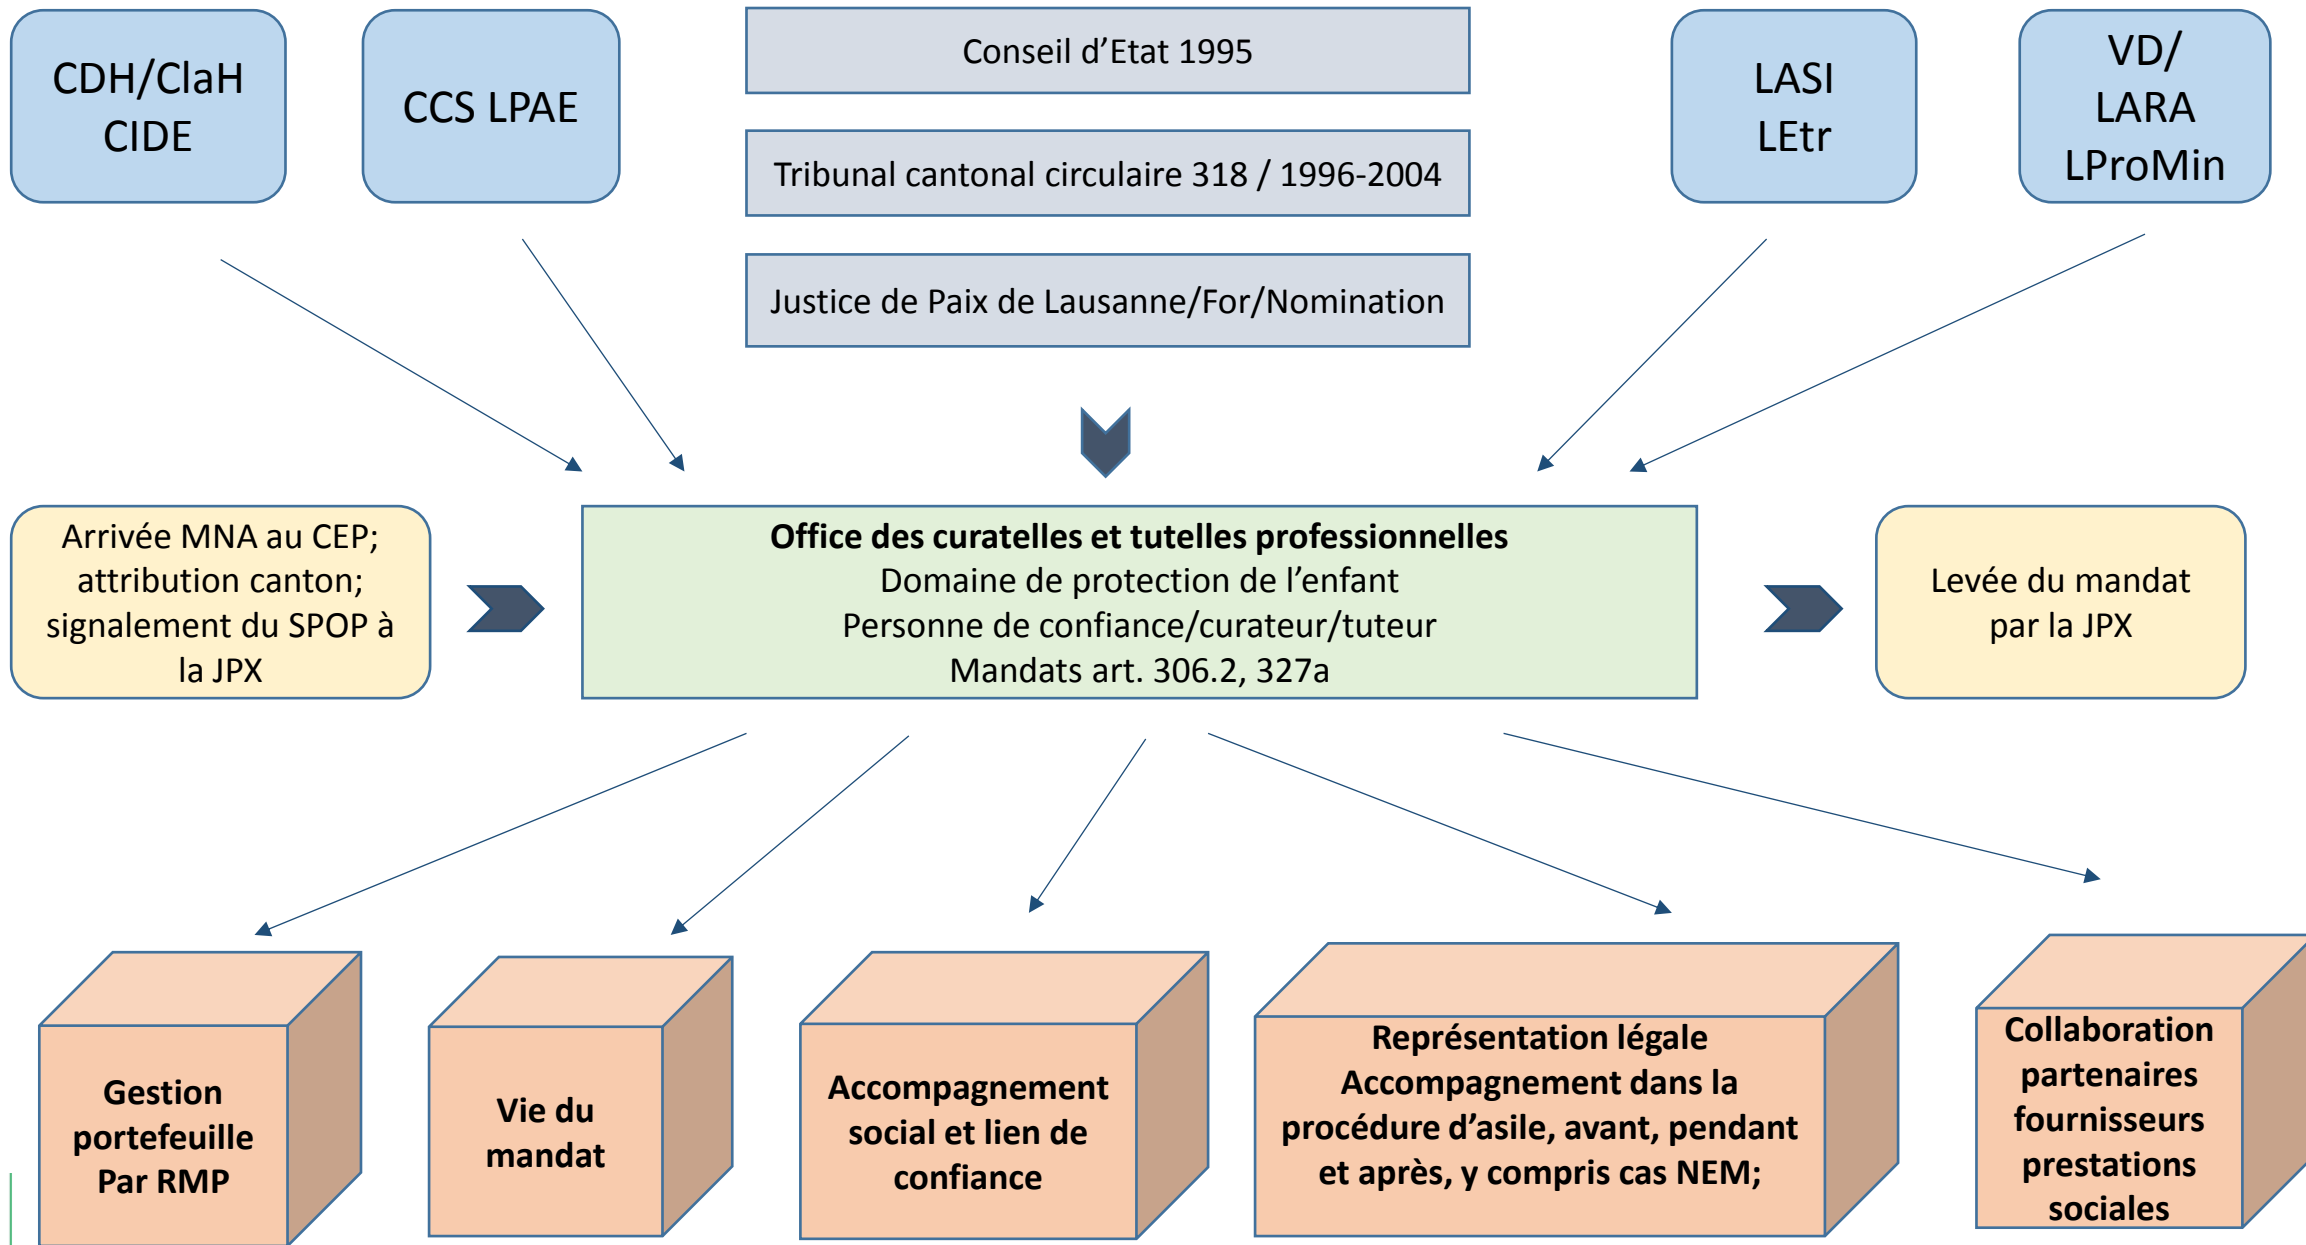 CDH/ClaH
CIDE
CCS LPAE
Conseil d’Etat 1995
Tribunal cantonal circulaire 318 / 1996-2004
Justice de Paix de Lausanne/For/Nomination
LASI
LEtr
VD/
LARA
LProMin
Arrivée MNA au CEP;
attribution canton;
signalement du SPOP à
la JPX
Office des curatelles et tutelles professionnelles
Domaine de protection de l’enfant
Personne de confiance/curateur/tuteur
Mandats art. 306.2, 327a
Levée du mandat
par la JPX
Gestion
portefeuille
Par RMP
Vie du
mandat
Accompagnement
social et lien de
confiance
Représentation légale
Accompagnement dans la
procédure d’asile, avant, pendant
et après, y compris cas NEM;
Collaboration
partenaires
fournisseurs
prestations
sociales